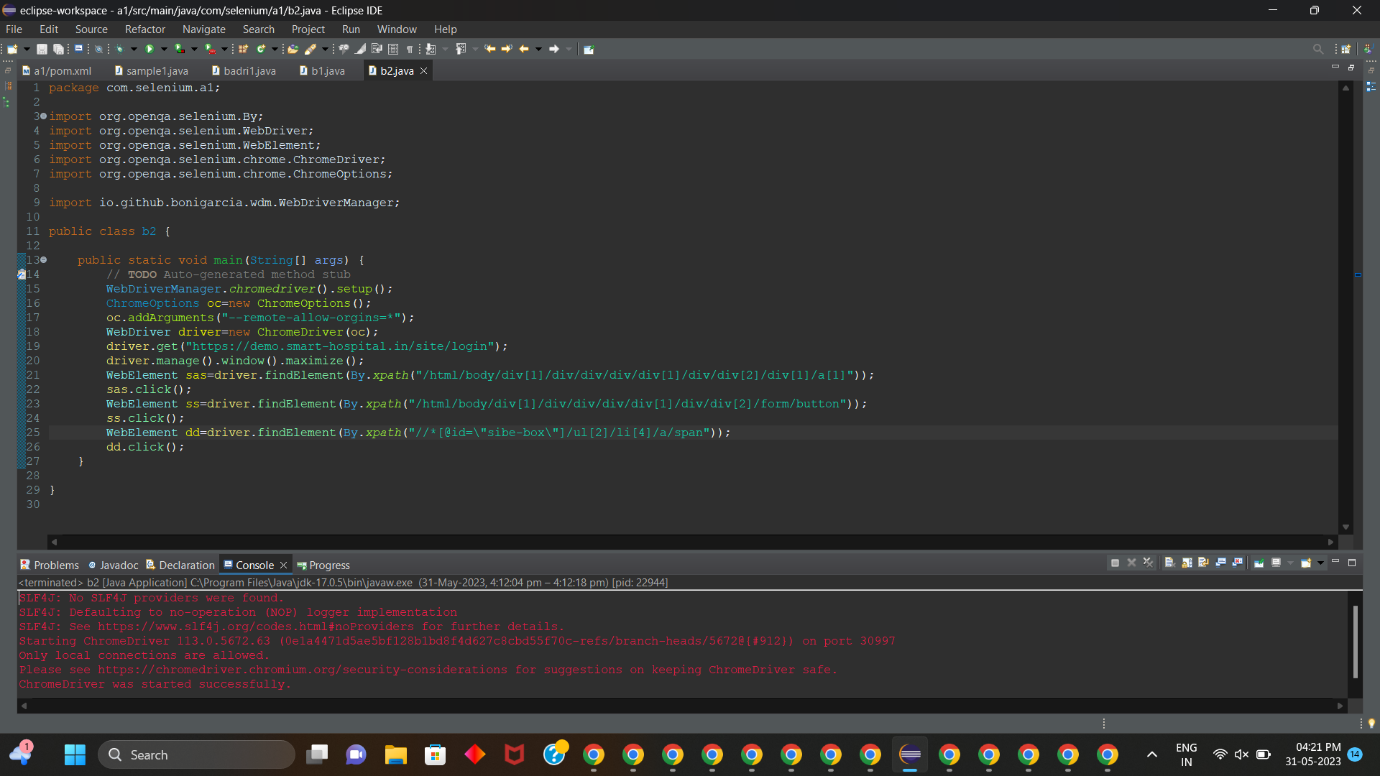 eclipse-workspace - a1/src/main/java/com/selenium/a1/b2.java - Eclipse IDE
File Edit Source Refactor Navigate Search Project Run Window Help
a1/pom.xml sample1.java badri1.java b1.java b2.java
1 package com.selenium.a1;
2
3 import org.openqa.selenium.By;
4 import org.openqa.selenium.WebDriver;
5 import org.openqa.selenium.WebElement;
6 import org.openqa.selenium.chrome.ChromeDriver;
7 import org.openqa.selenium.chrome.ChromeOptions;
8
9 import io.github.bonigarcia.wdm.WebDriverManager;
10
11 public class b2 {
12
13 public static void main(String[] args) {
14 // TODO Auto-generated method stub
15 WebDriverManager.chromedriver().setup();
16 ChromeOptions oc=new ChromeOptions();
17 oc.addArguments("--remote-allow-orgins=*");
18 WebDriver driver=new ChromeDriver(oc);
19 driver.get("https://demo.smart-hospital.in/site/login");
20 driver.manage().window().maximize();
21 WebElement sas=driver.findElement(By.xpath("/html/body/div[1]/div/div/div/div[1]/div/div[2]/div[1]/a[1]"));
22 sas.click();
23 WebElement ss=driver.findElement(By.xpath("/html/body/div[1]/div/div/div/div[1]/div/div[2]/form/button"));
24 ss.click();
25 WebElement dd=driver.findElement(By.xpath("//*[@id=\"sibe-box\"]/ul[2]/li[4]/a/span"));
26 dd.click();
27 }
28
29 }
30
Problems Javadoc Declaration Console Progress
<terminated> b2 [Java Application] C:\Program Files\Java\jdk-17.0.5\bin\javaw.exe (31-May-2023, 4:12:04 pm – 4:12:18 pm) [pid: 22944]
SLF4J: No SLF4J providers were found.
SLF4J: Defaulting to no-operation (NOP) logger implementation
SLF4J: See https://www.slf4j.org/codes.html#noProviders for further details.
Starting ChromeDriver 113.0.5672.63 (0e1a4471d5ae5bf128b1bd8f4d627c8cbd55f70c-refs/branch-heads/5672@{#912}) on port 30997
Only local connections are allowed.
Please see https://chromedriver.chromium.org/security-considerations for suggestions on keeping ChromeDriver safe.
ChromeDriver was started successfully.
1
Search
ENG
IN
04:21 PM
31-05-2023
14